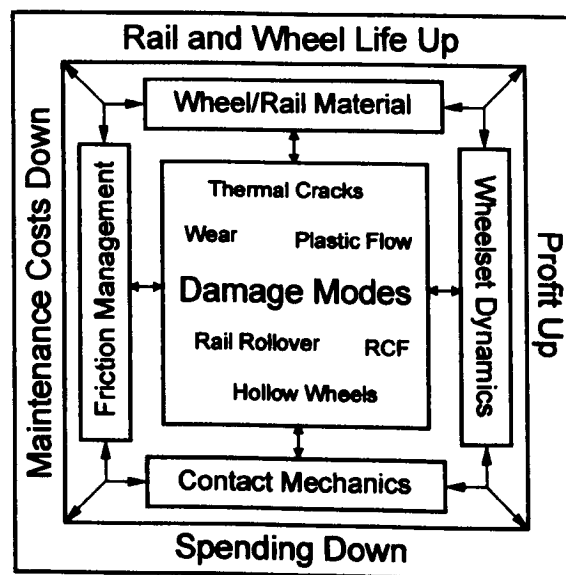 Rail and Wheel Life Up
Wheel/Rail Material
Maintenance Costs Down
Friction Management
Thermal Cracks
Wear
Plastic Flow
Damage Modes
Rail Rollover
RCF
Hollow Wheels
Wheelset Dynamics
Profit Up
Contact Mechanics
Spending Down